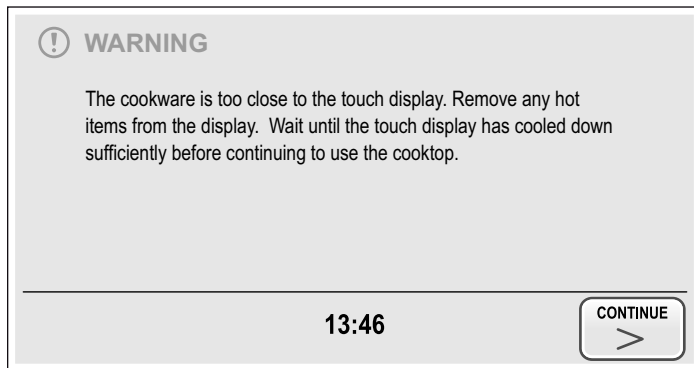 WARNING
The cookware is too close to the touch display. Remove any hot
items from the display.  Wait until the touch display has cooled down
sufficiently before continuing to use the cooktop.
13:46
CONTINUE
>